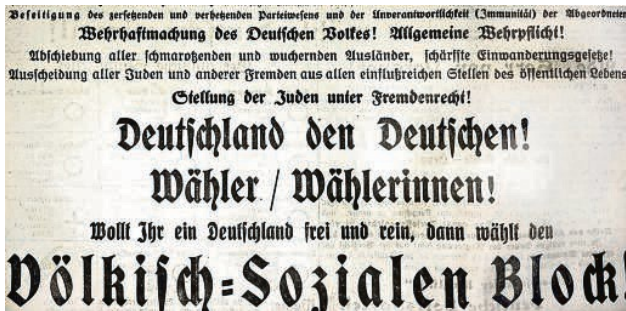 Beseitigung des zersetzenden und verhetzenden Parteiwesens und der Unverantwortlichkeit (Immunität) der Abgeordneten
Wehrhaftmachung des Deutschen Volkes! Allgemeine Wehrpflicht!
Abschiebung aller schmarotzenden und wuchernden Ausländer, schärfste Einwanderungsgesetze!
Ausscheidung aller Juden und anderer Fremden aus allen einflußreichen Stellen des öffentlichen Lebens
Stellung der Juden unter Fremdenrecht!
Deutschland den Deutschen!
Wähler / Wählerinnen!
Wollt Ihr ein Deutschland frei und rein, dann wählt den
Völkisch=Sozialen Block!